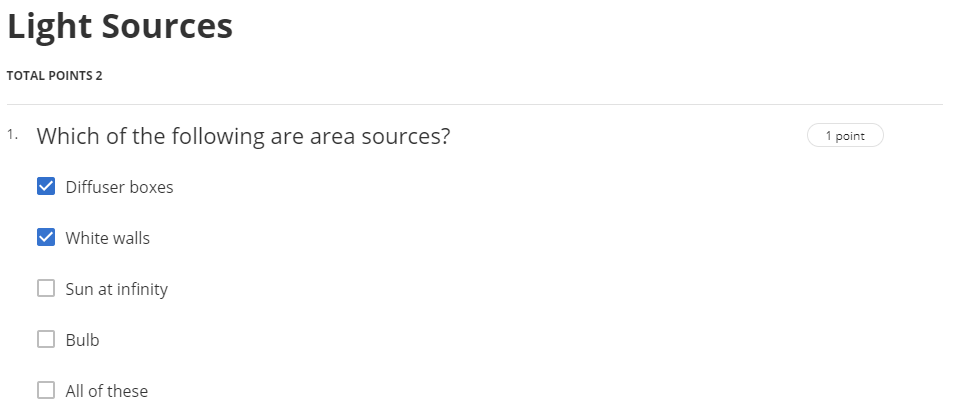 Light Sources
TOTAL POINTS 2
1. Which of the following are area sources? 1 point
Diffuser boxes
White walls
Sun at infinity
Bulb
All of these